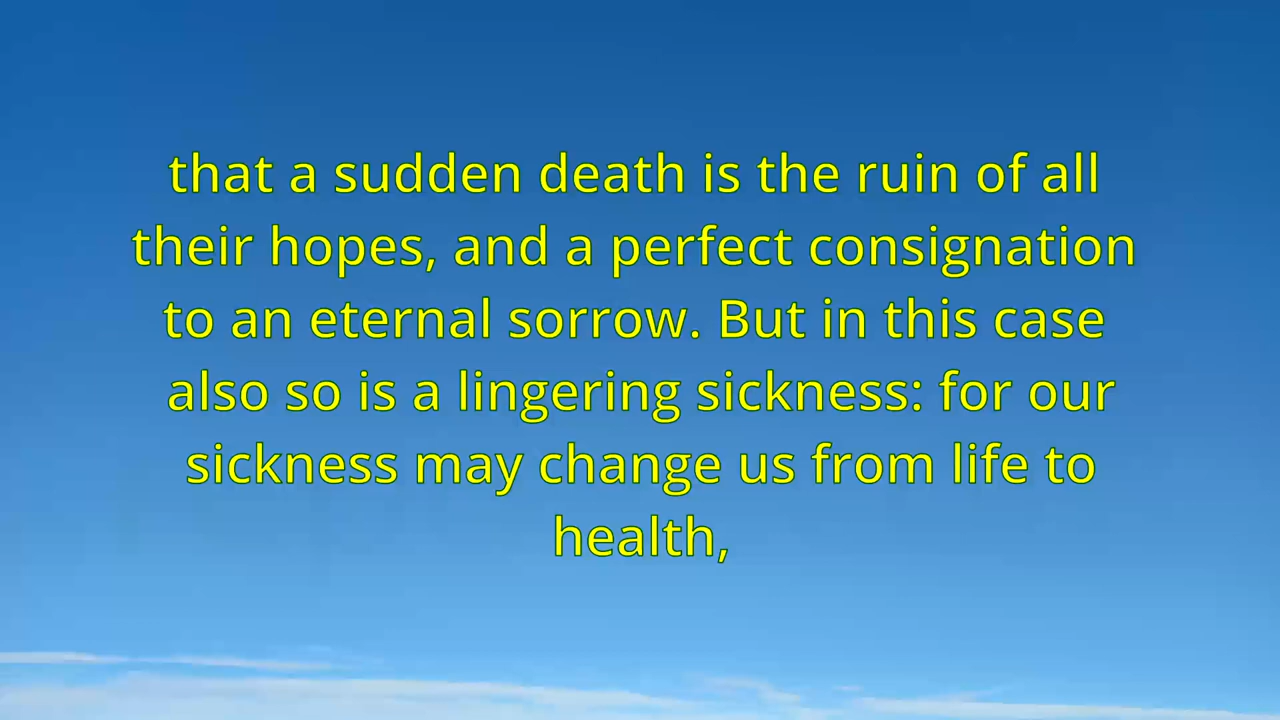 that a sudden death is the ruin of all
their hopes, and a perfect consignation
to an eternal sorrow. But in this case
also so is a lingering sickness: for our
sickness may change us from life to
health,